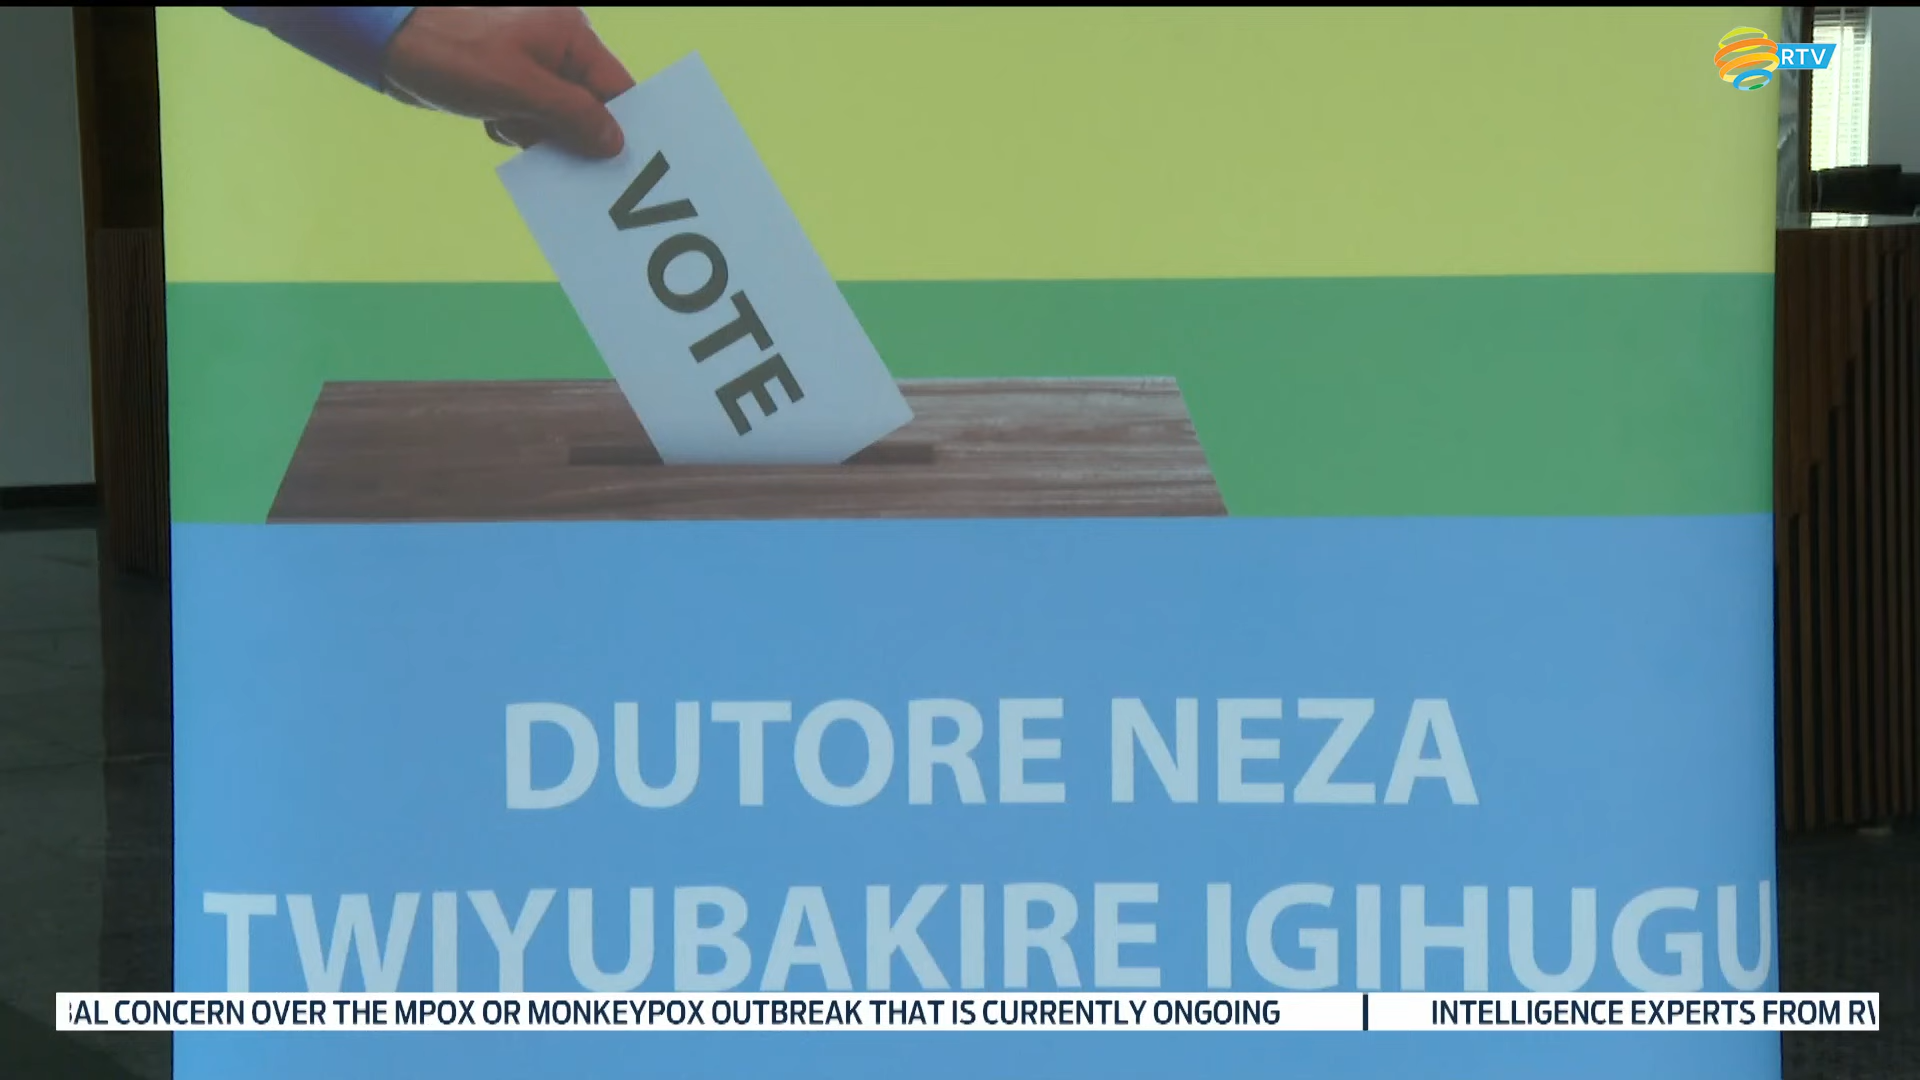 RTV
VOTE
DUTORE NEZA
TWIYUBAKIRE IGIHUGU
CONCERN OVER THE MPOX OR MONKEYPOX OUTBREAK THAT IS CURRENTLY ONGOING | INTELLIGENCE EXPERTS FROM